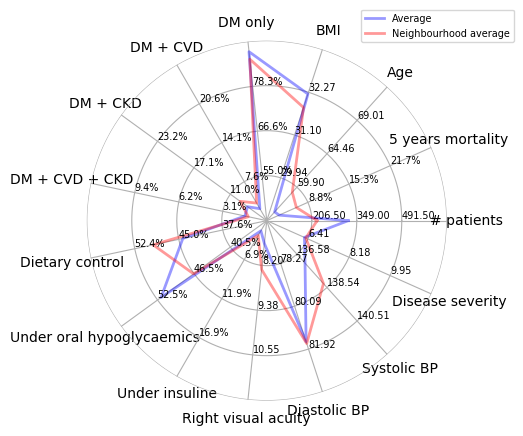 Average
Neighbourhood average
DM only
BMI
DM + CVD
Age
78.3%
32.27
20.6%
69.01
DM + CKD
66.6%
31.10
14.1%
64.46
5 years mortality
23.2%
21.7%
17.1%
55.0%
29.94
15.3%
7.6%
59.90
DM + CVD + CKD
9.4%
11.0%
8.8%
6.2%
3.1%
206.50
349.00
491.50
# patients
37.6%
45.0%
52.4%
6.41
40.5%
136.58
8.18
Dietary control
6.9%
8.20
78.27
9.95
46.5%
138.54
52.5%
11.9%
80.09
Disease severity
9.38
140.51
Under oral hypoglycaemics
16.9%
81.92
10.55
Systolic BP
Under insuline
Diastolic BP
Right visual acuity